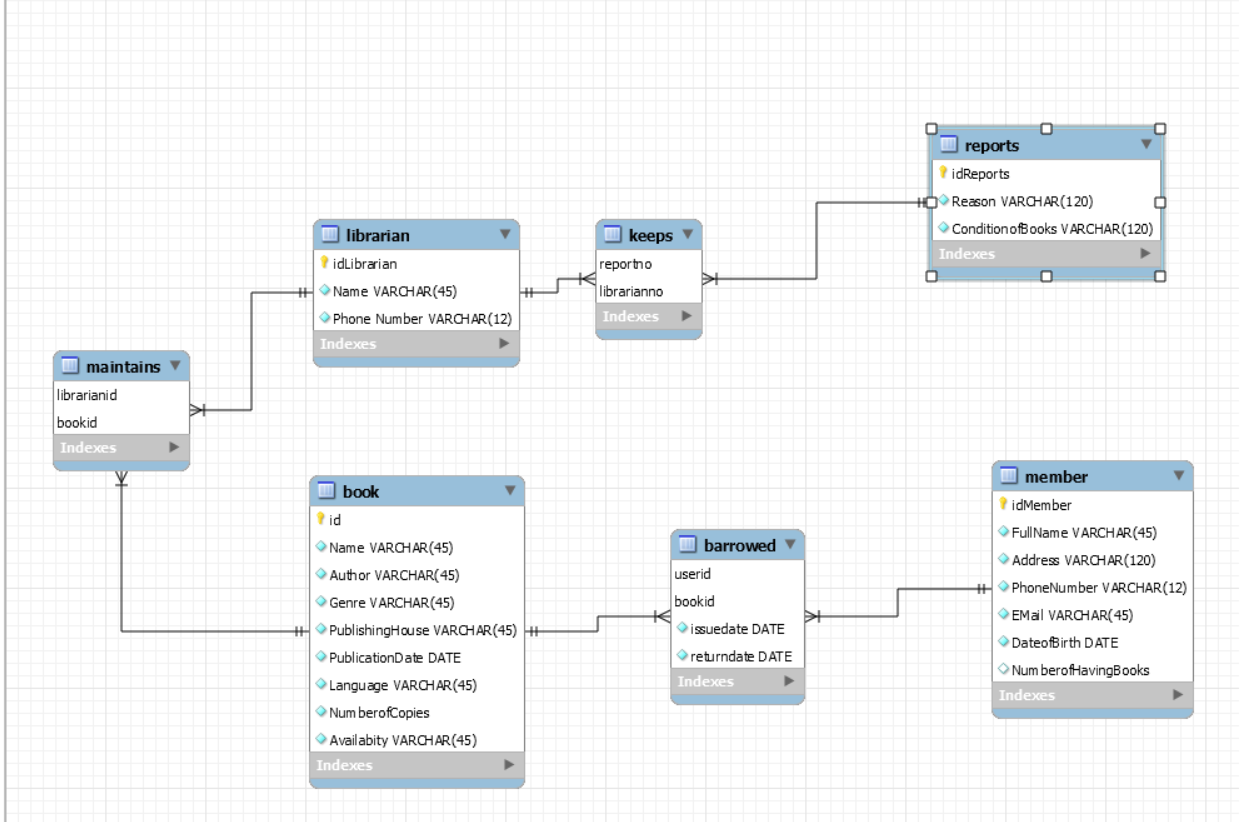 reports
idReports
Reason VARCHAR(120)
ConditionofBooks VARCHAR(120)
Indexes
librarian
idLibrarian
Name VARCHAR(45)
Phone Number VARCHAR(12)
Indexes
keeps
reportno
librarianno
Indexes
maintains
librarianid
bookid
Indexes
book
id
Name VARCHAR(45)
Author VARCHAR(45)
Genre VARCHAR(45)
PublishingHouse VARCHAR(45)
PublicationDate DATE
Language VARCHAR(45)
NumberofCopies
Availabity VARCHAR(45)
Indexes
barrowed
userid
bookid
issuedate DATE
returndate DATE
Indexes
member
idMember
FullName VARCHAR(45)
Address VARCHAR(120)
PhoneNumber VARCHAR(12)
EMail VARCHAR(45)
DateofBirth DATE
NumberofHavingBooks
Indexes